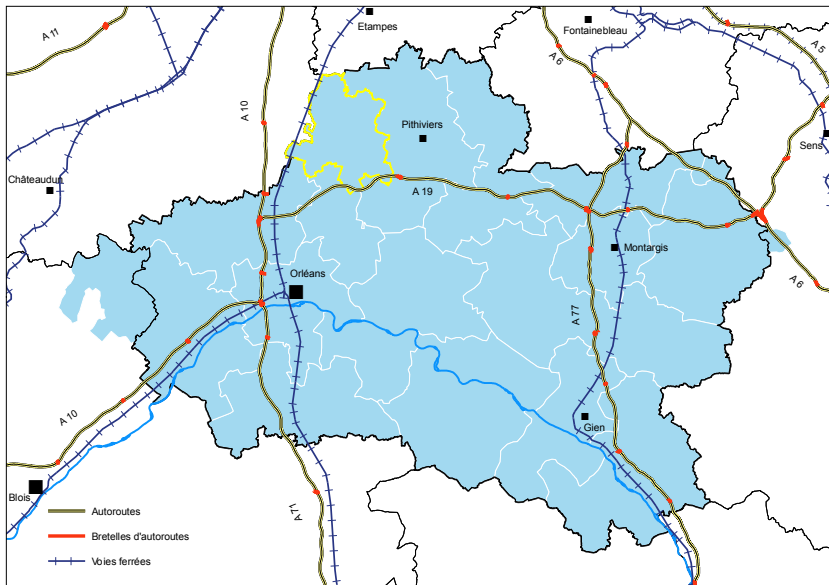 A 11
Etampes
Fontainebleau
A 5
A 6
A 10
Pithiviers
Sens
Châteaudun
A 19
Montargis
Orléans
A 6
A 77
A 10
Gien
Blois
A71
Autoroutes
Bretelles d'autoroutes
Voies ferrées